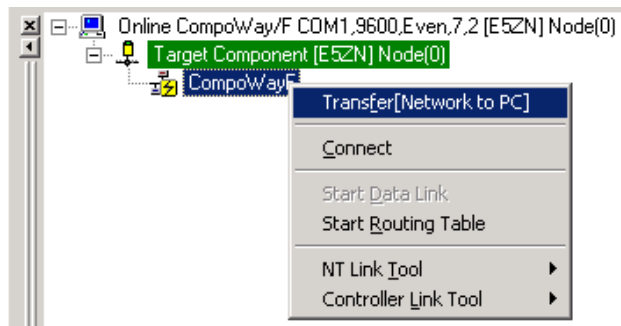 Online CompoWay/F COM1,9600,Even,7,2 [E5ZN] Node(0)
Target Component [E5ZN] Node(0)
CompoWayF
Transfer[Network to PC]
Connect
Start Data Link
Start Routing Table
NT Link Tool
Controller Link Tool